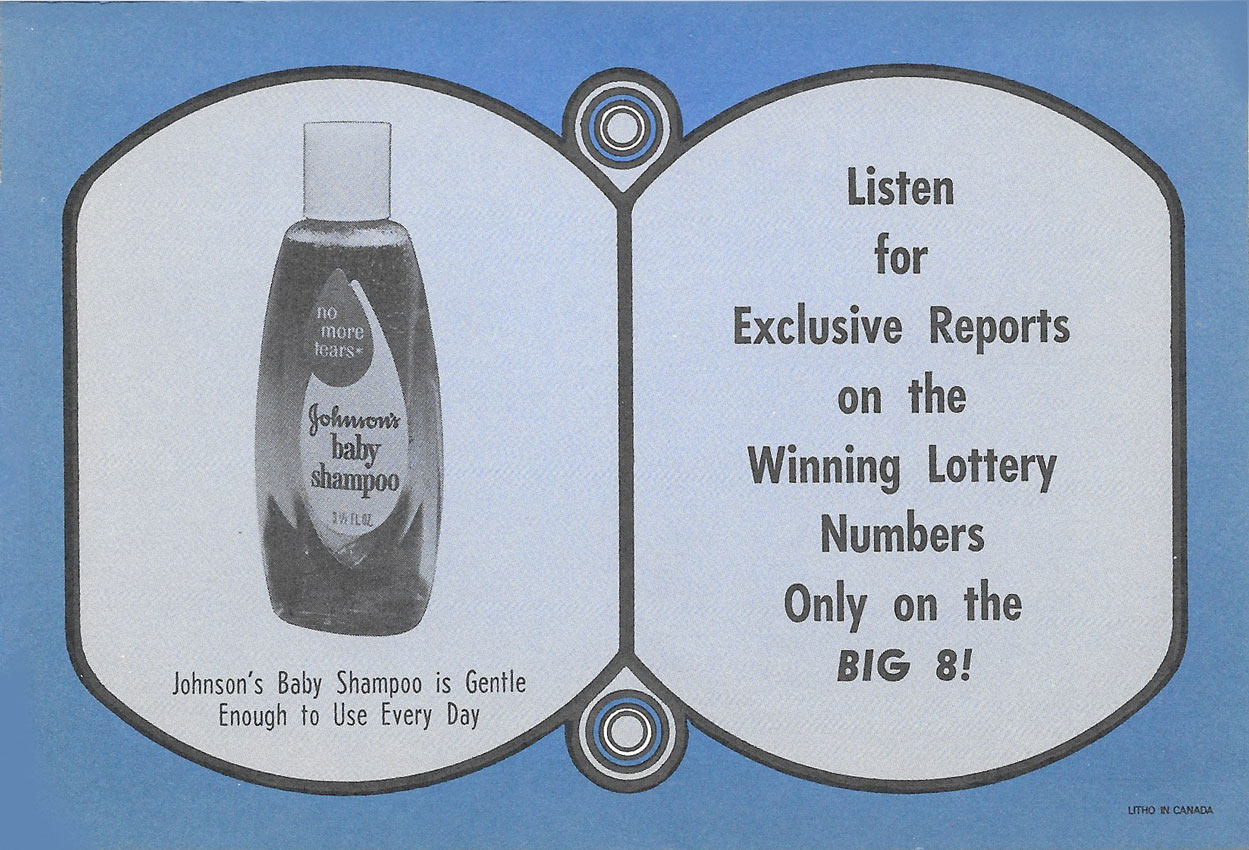 no
more
tears*
Johnson's
baby
shampoo
3½ FL.OZ.
Johnson's Baby Shampoo is Gentle
Enough to Use Every Day
Listen
for
Exclusive Reports
on the
Winning Lottery
Numbers
Only on the
BIG 8!
LITHO IN CANADA